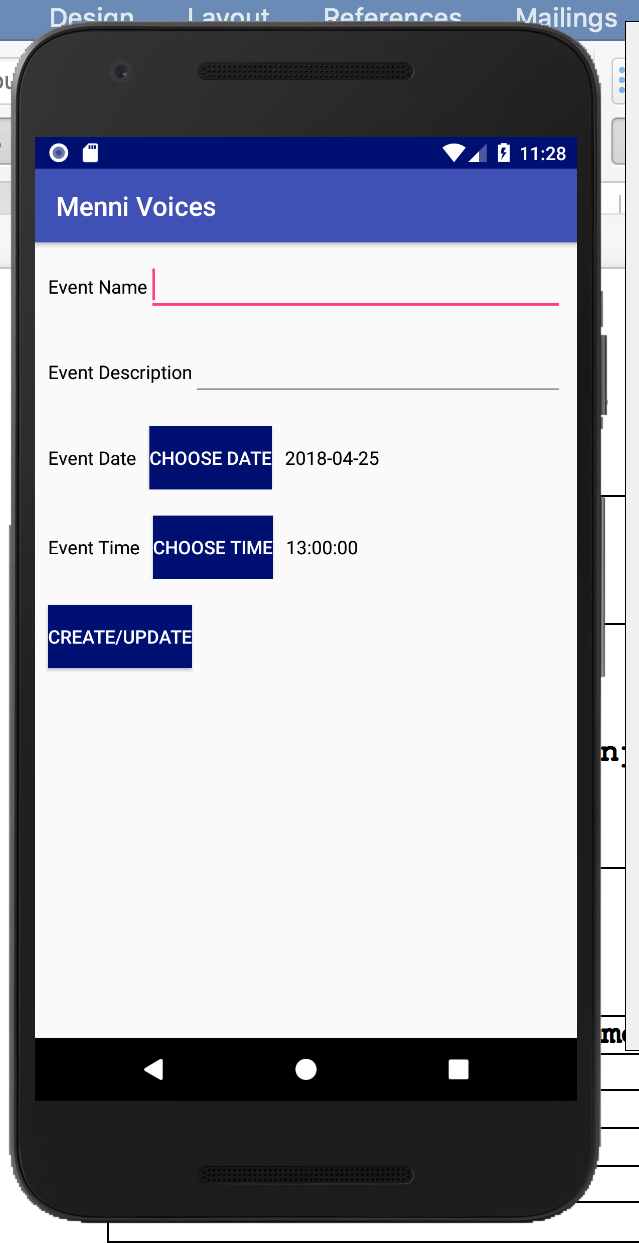 Design Layout References Mailings
11:28
Menni Voices
Event Name
Event Description
Event Date CHOOSE DATE 2018-04-25
Event Time CHOOSE TIME 13:00:00
CREATE/UPDATE